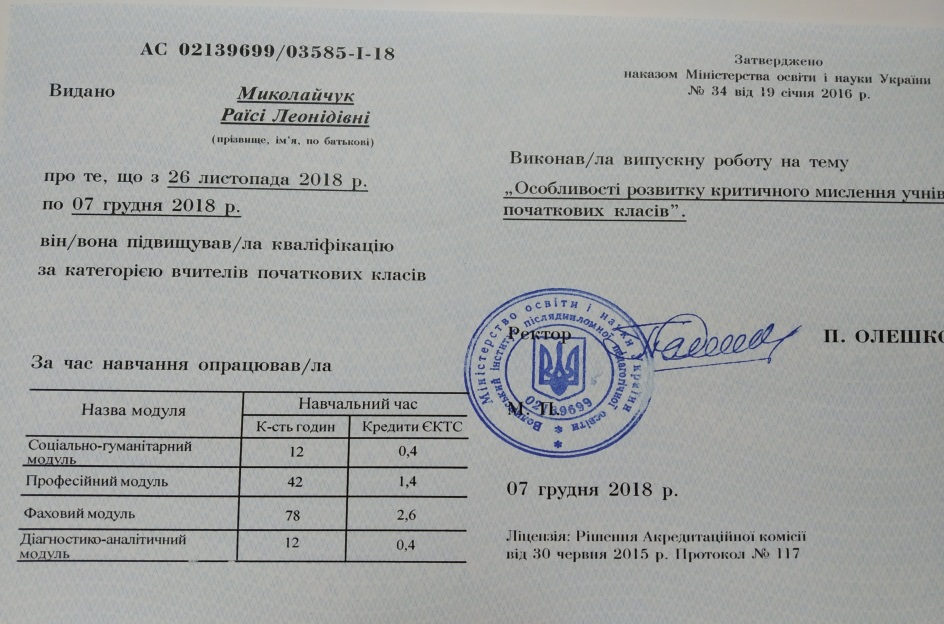 АС 02139699/03585-І-18
Видано
Миколайчук
Раїсі Леонідівні
(прізвище, ім’я, по батькові)
про те, що з 26 листопада 2018 р.
по 07 грудня 2018 р.
він/вона підвищував/ла кваліфікацію
за категорією вчителів початкових класів
За час навчання опрацював/ла
Назва модуля
Навчальний час
К-сть годин Кредити ЄКТС
Соціально-гуманітарний
модуль 12 0,4
Професійний модуль 42 1,4
Фаховий модуль 78 2,6
Діагностико-аналітичний
модуль 12 0,4
Затверджено
наказом Міністерства освіти і науки України
№ 34 від 19 січня 2016 р.
Виконав/ла випускну роботу на тему
„Особливості розвитку критичного мислення учнів
початкових класів”.
Ректор П. ОЛЕШКО
М. П.
Міністерство освіти і науки України
Волинський інститут післядипломної педагогічної освіти
02139699
07 грудня 2018 р.
Ліцензія: Рішення Акредитаційної комісії
від 30 червня 2015 р. Протокол № 117